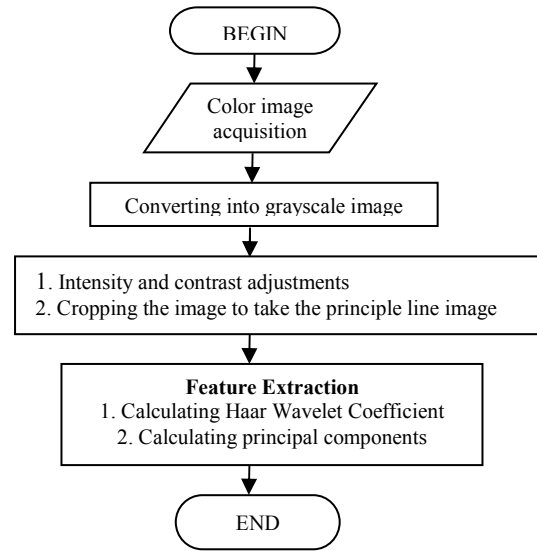 BEGIN
Color image
acquisition
Converting into grayscale image
1. Intensity and contrast adjustments
2. Cropping the image to take the principle line image
Feature Extraction
1. Calculating Haar Wavelet Coefficient
2. Calculating principal components
END